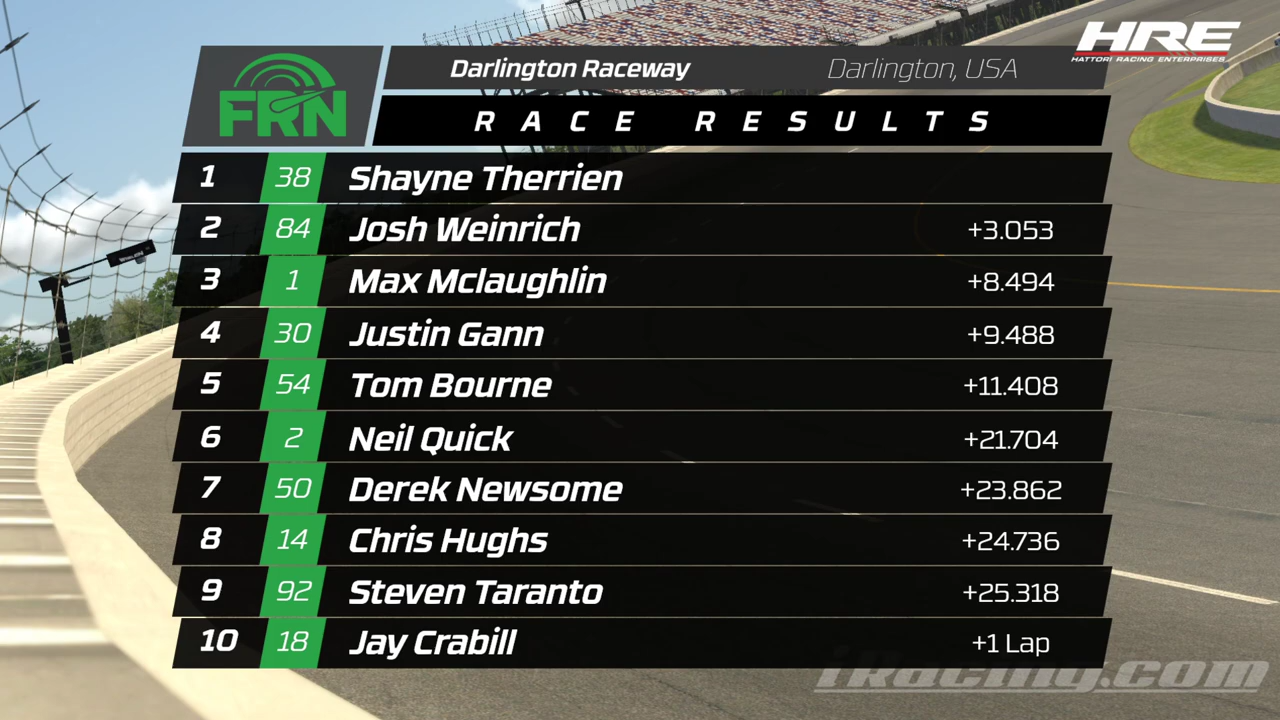 FRN
Darlington Raceway Darlington, USA
HRE
HATTORI RACING ENTERPRISES
RACE RESULTS
1 38 Shayne Therrien
2 84 Josh Weinrich +3.053
3 1 Max Mclaughlin +8.494
4 30 Justin Gann +9.488
5 54 Tom Bourne +11.408
6 2 Neil Quick +21.704
7 50 Derek Newsome +23.862
8 14 Chris Hughs +24.736
9 92 Steven Taranto +25.318
10 18 Jay Crabill +1 Lap
iRacing.com